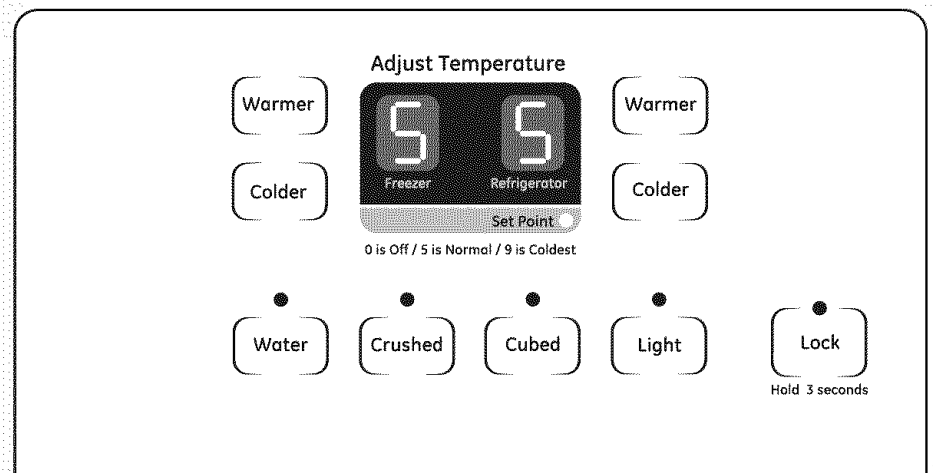 Adjust Temperature
Warmer
5 5
Warmer
Freezer Refrigerator
Colder
Colder
Set Point
0 is Off / 5 is Normal / 9 is Coldest
Water Crushed Cubed Light Lock
Hold 3 seconds